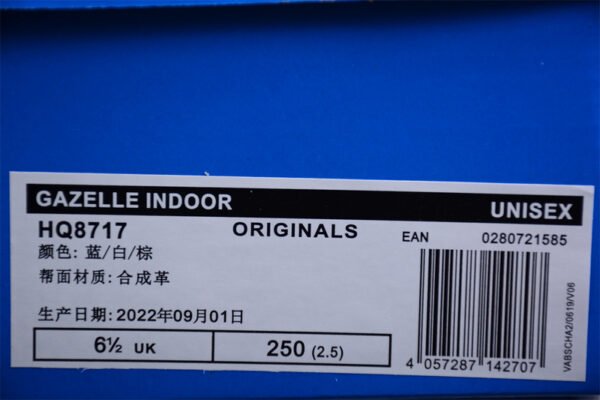 GAZELLE INDOOR
UNISEX
HQ8717
ORIGINALS
EAN 0280721585
颜色: 蓝/白/棕
帮面材质: 合成革
生产日期: 2022年09月01日
6½ UK
250 (2.5)
4 057287 142707
VABSCHA2/0619/V06